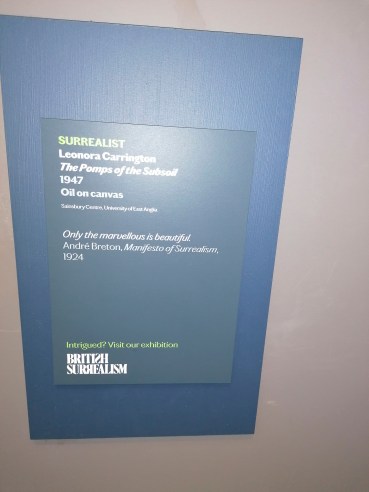 SURREALIST
Leonora Carrington
The Pomps of the Subsoil
1947
Oil on canvas
Sainsbury Centre, University of East Anglia
Only the marvellous is beautiful.
André Breton, Manifesto of Surrealism,
1924
Intrigued? Visit our exhibition
BRITISH
SURREALISM